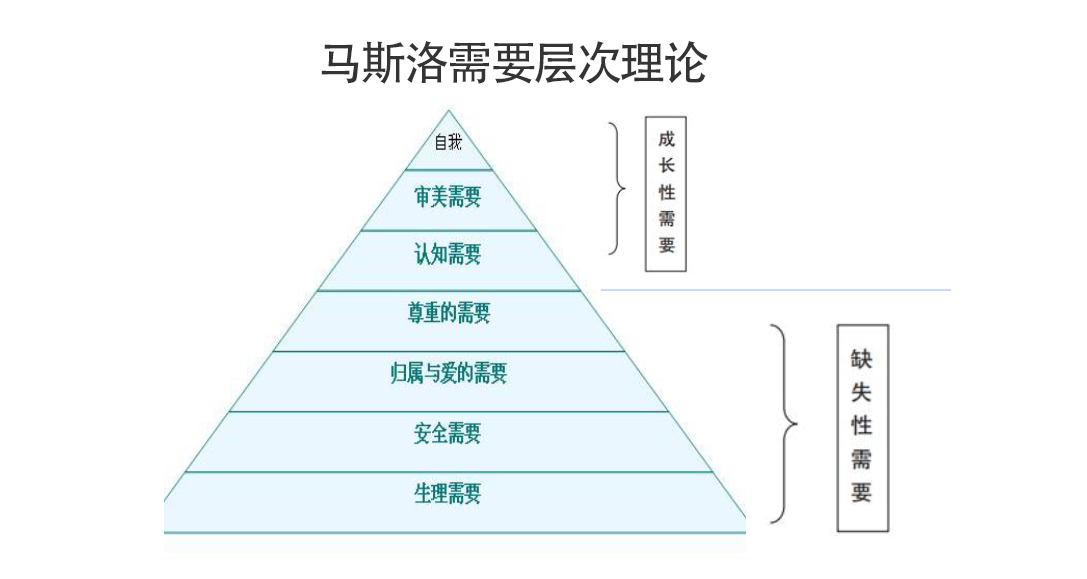 马斯洛需要层次理论
自我
审美需要
认知需要
尊重的需要
归属与爱的需要
安全需要
生理需要
成长性需要
缺失性需要